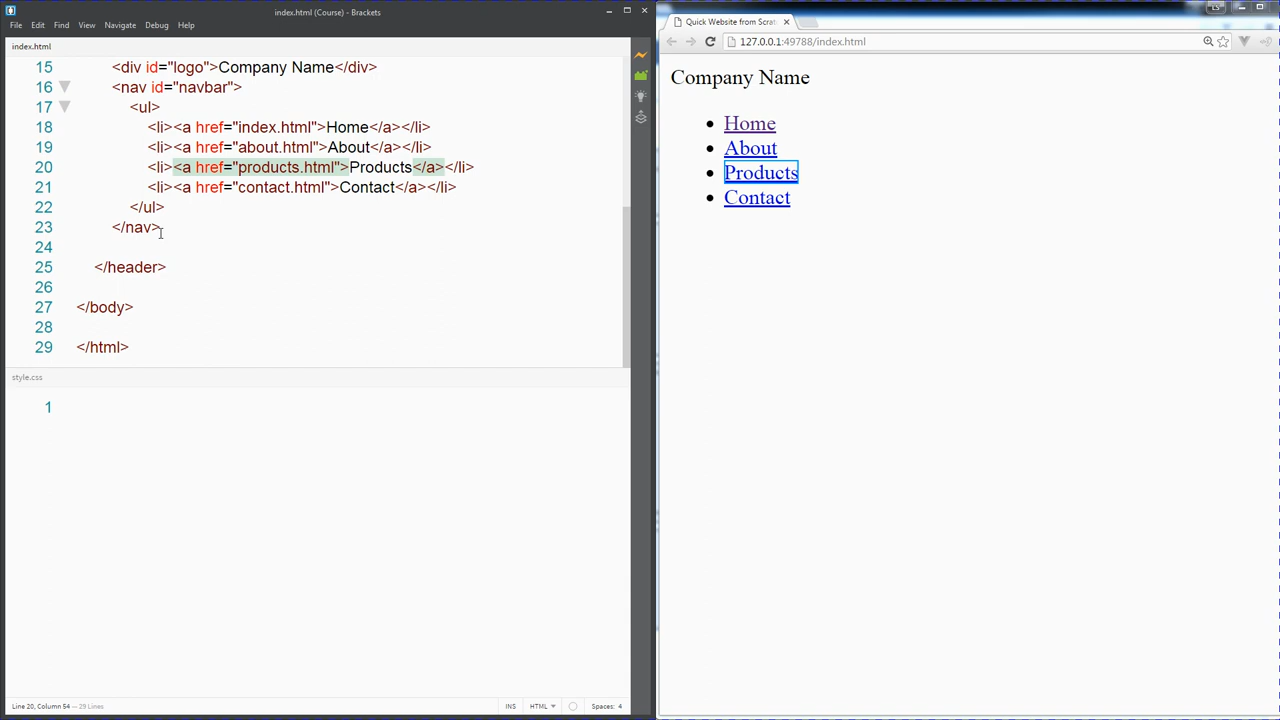 index.html (Course) - Brackets
File Edit Find View Navigate Debug Help
index.html
15 <div id="logo">Company Name</div>
16 <nav id="navbar">
17 <ul>
18 <li><a href="index.html">Home</a></li>
19 <li><a href="about.html">About</a></li>
20 <li><a href="products.html">Products</a></li>
21 <li><a href="contact.html">Contact</a></li>
22 </ul>
23 </nav>
24
25 </header>
26
27 </body>
28
29 </html>
style.css
1
Line 20, Column 54 — 29 Lines
INS HTML Spaces: 4
Quick Website from Scrat
127.0.0.1:49788/index.html
Company Name
Home
About
Products
Contact